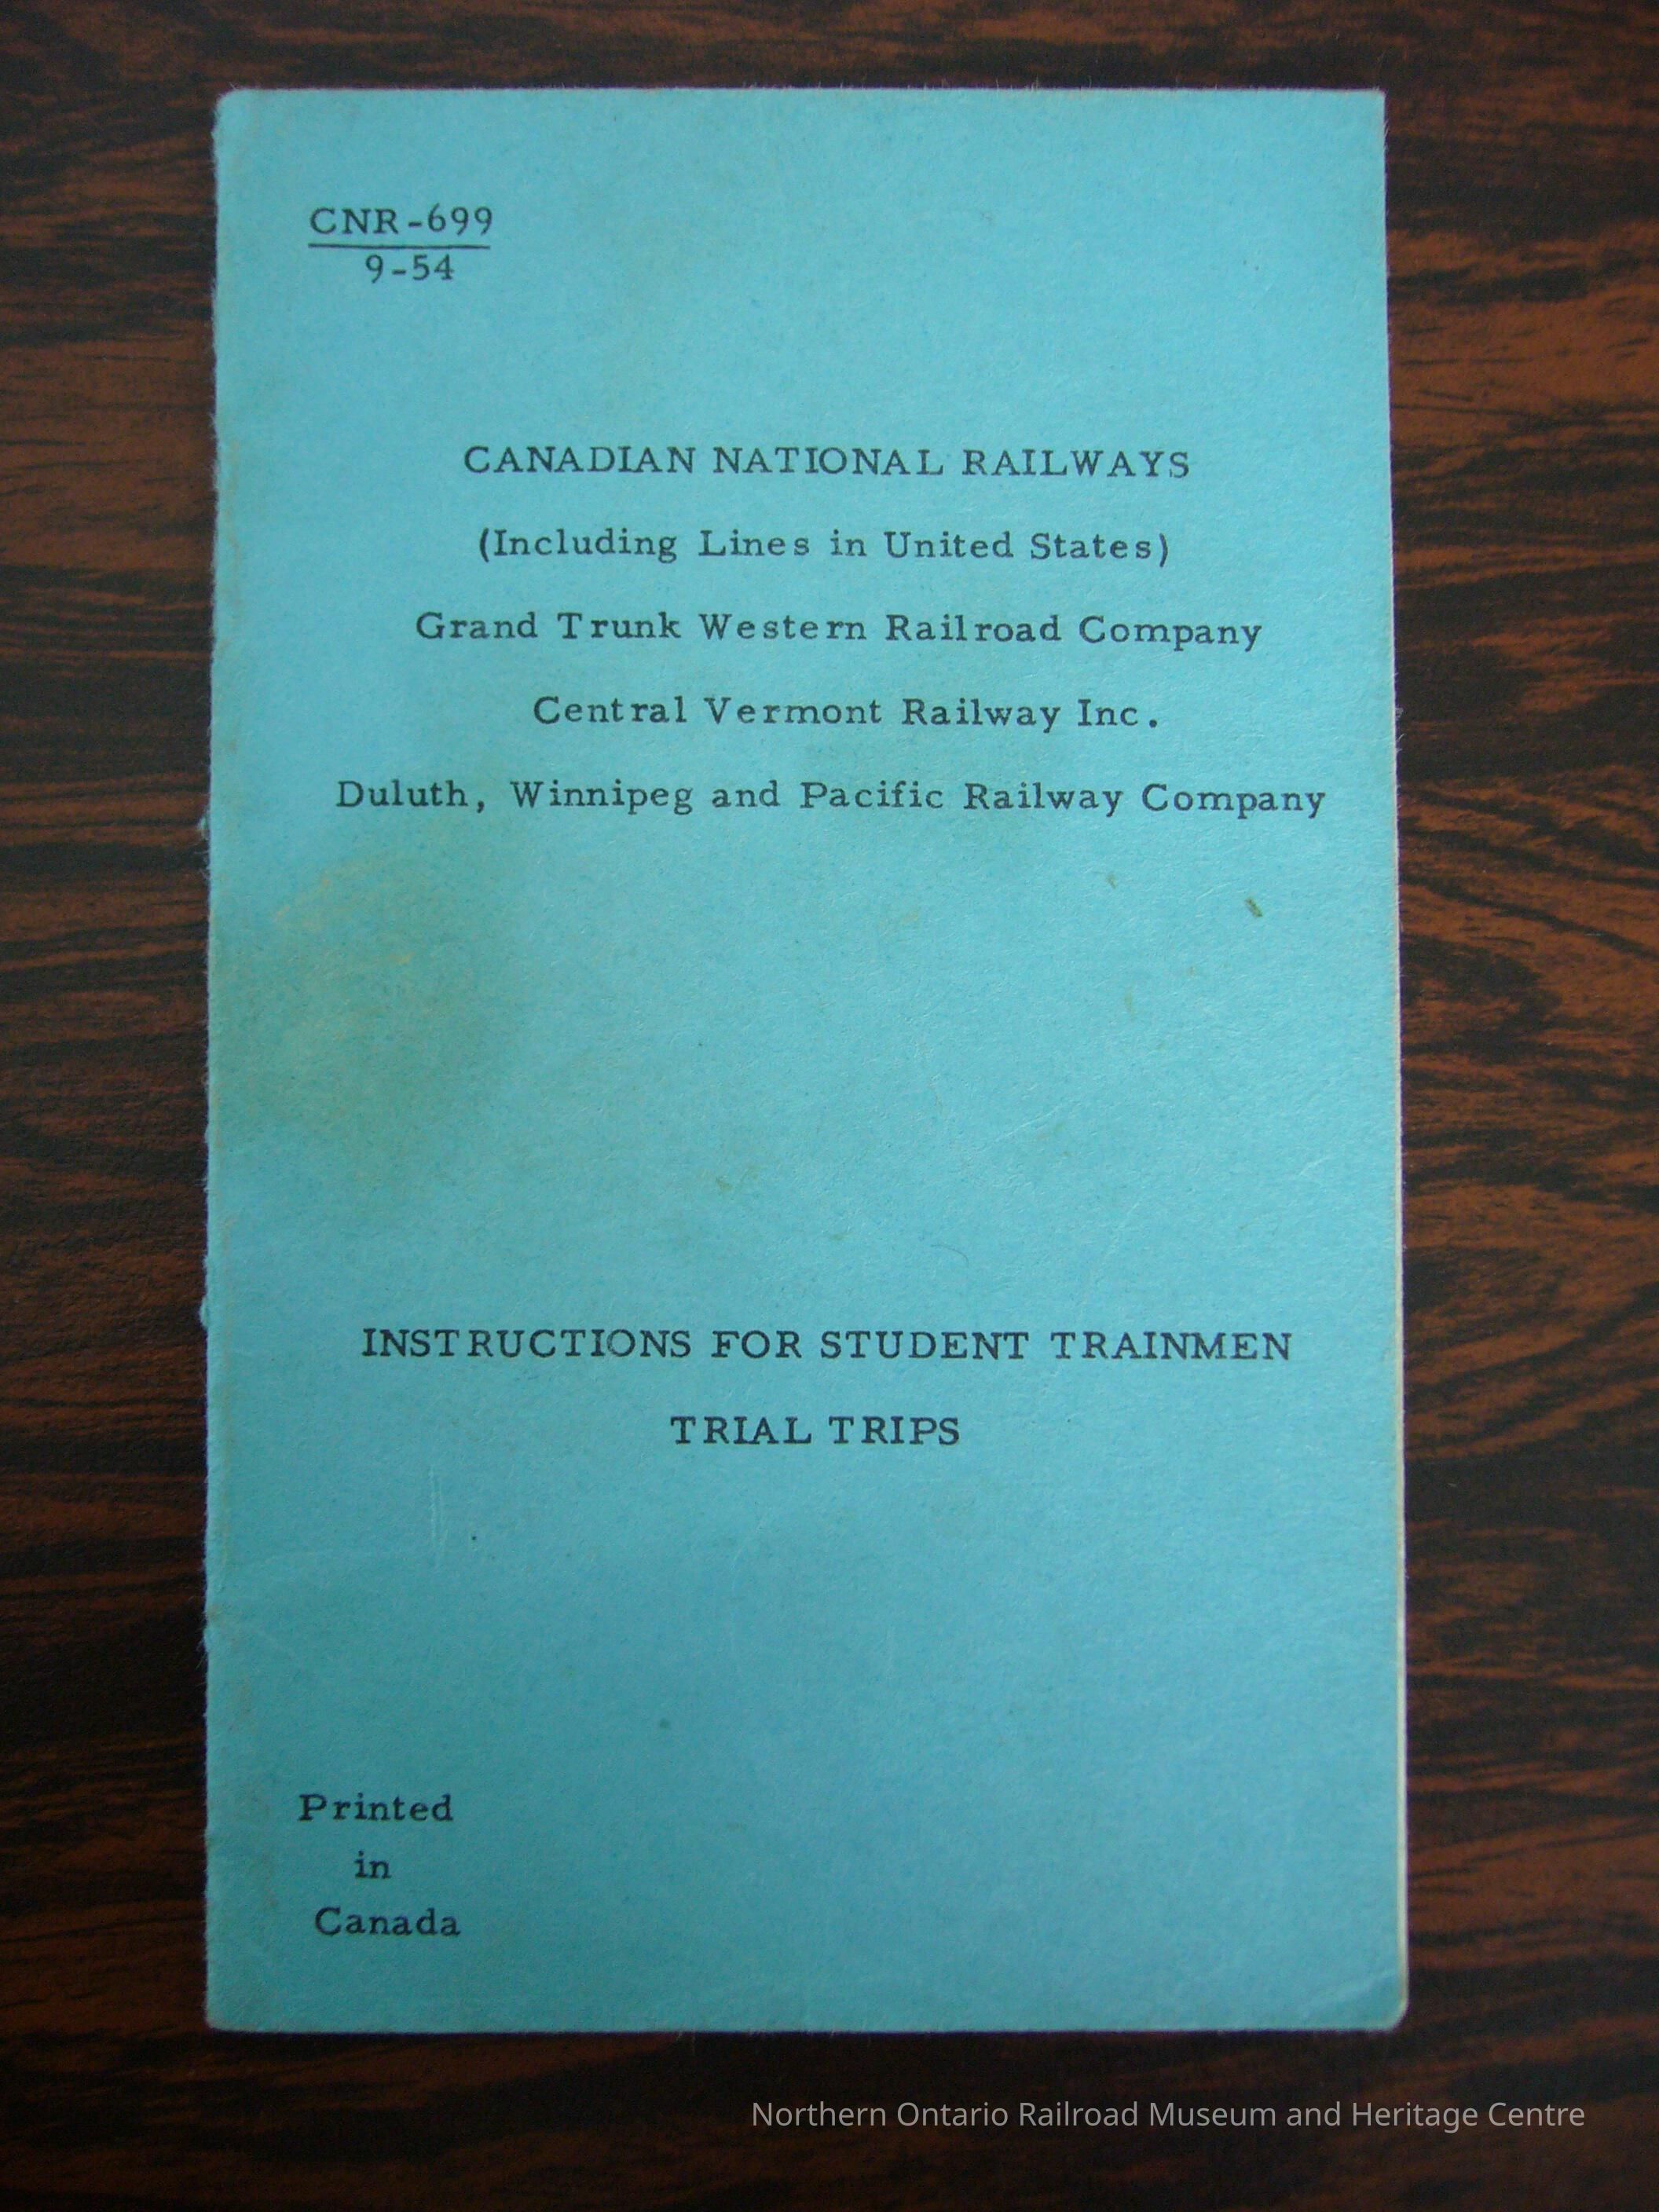 CNR-699
9-54
CANADIAN NATIONAL RAILWAYS
(Including Lines in United States)
Grand Trunk Western Railroad Company
Central Vermont Railway Inc.
Duluth, Winnipeg and Pacific Railway Company
INSTRUCTIONS FOR STUDENT TRAINMEN
TRIAL TRIPS
Printed
in
Canada
Northern Ontario Railroad Museum and Heritage Centre